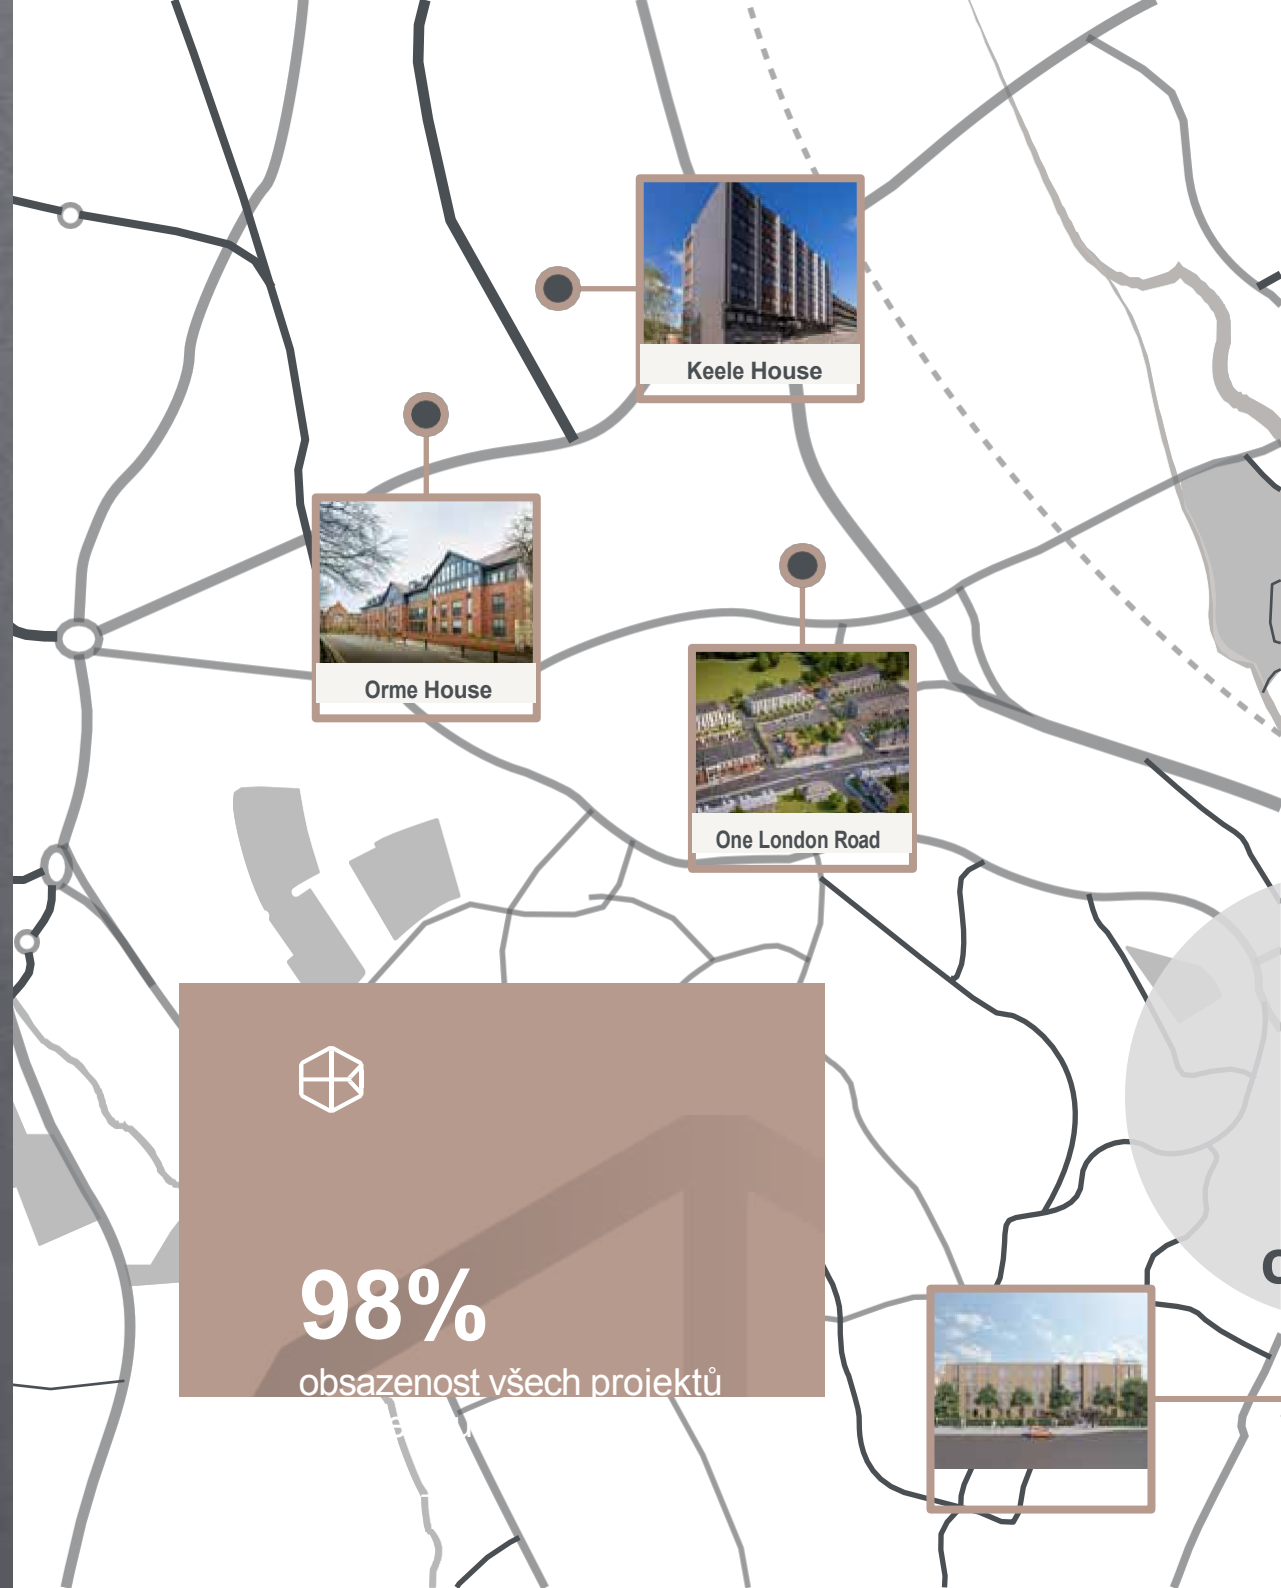 Keele House
Orme House
One London Road
98%
obsazenost všech projektů